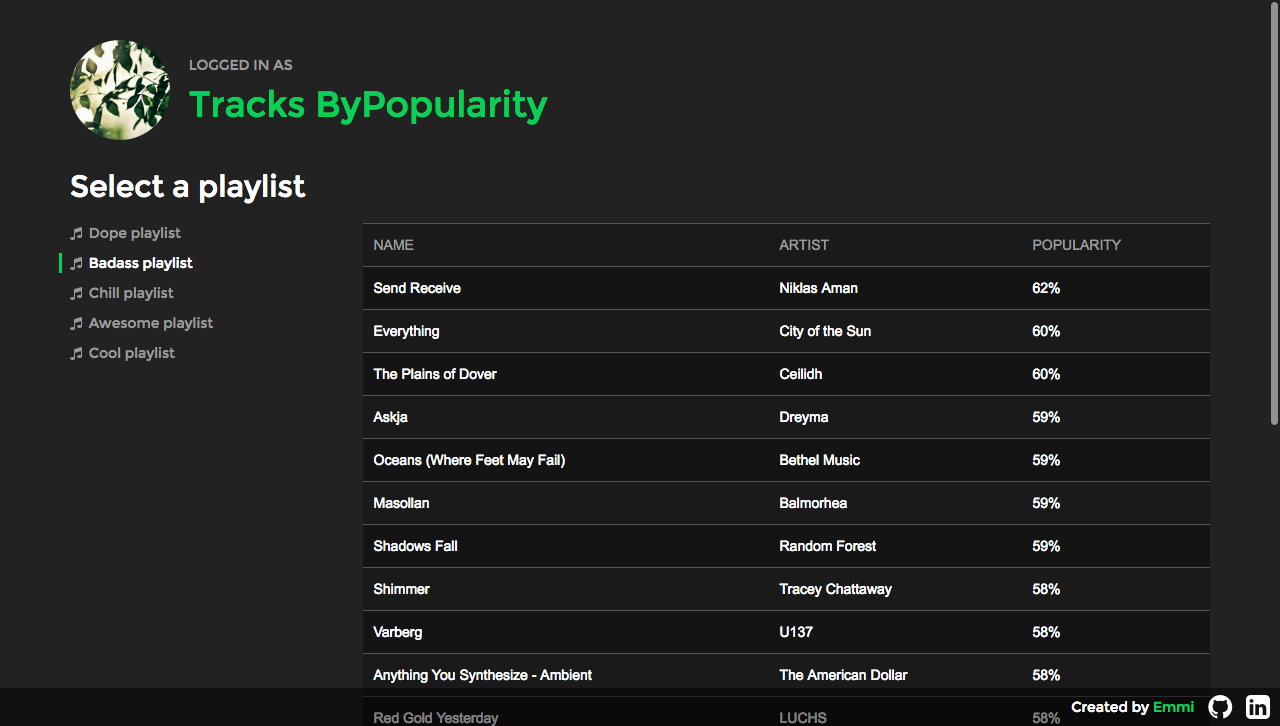 LOGGED IN AS
Tracks ByPopularity
Select a playlist
Dope playlist
Badass playlist
Chill playlist
Awesome playlist
Cool playlist
NAME ARTIST POPULARITY
Send Receive Niklas Aman 62%
Everything City of the Sun 60%
The Plains of Dover Ceilidh 60%
Askja Dreyma 59%
Oceans (Where Feet May Fail) Bethel Music 59%
Masollan Balmorhea 59%
Shadows Fall Random Forest 59%
Shimmer Tracey Chattaway 58%
Varberg U137 58%
Anything You Synthesize - Ambient The American Dollar 58%
Red Gold Yesterday LUCHS 58%
Created by Emmi in